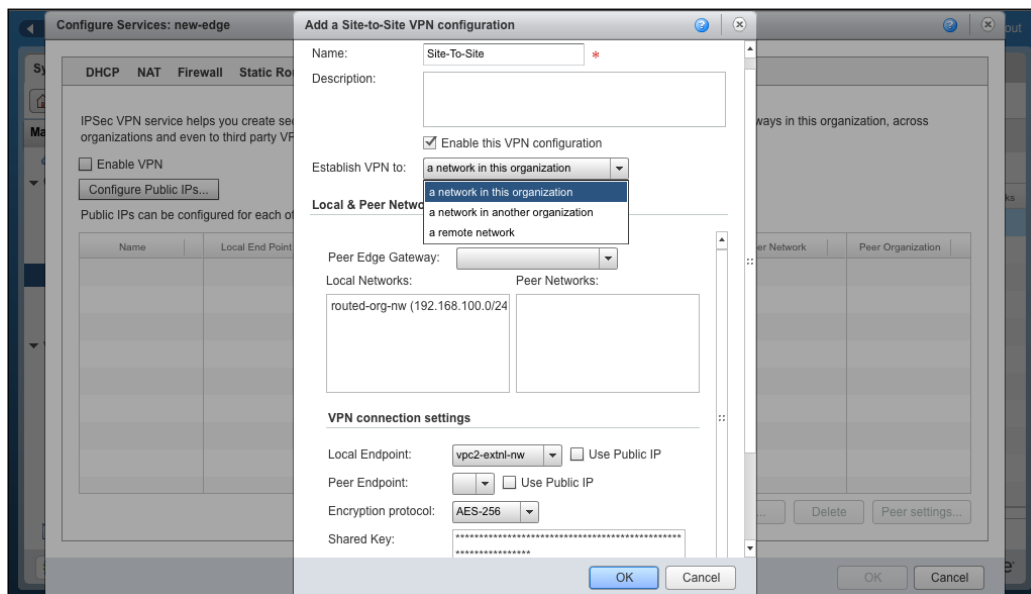 Configure Services: new-edge
Add a Site-to-Site VPN configuration
out
Sy
DHCP NAT Firewall Static Rou
IPSec VPN service helps you create sec
ways in this organization, across
organizations and even to third party VP
Ma
Enable VPN
Configure Public IPs...
Public IPs can be configured for each of
ks
Name
Local End Point
er Network
Peer Organization
Name:
Site-To-Site
*
Description:
Enable this VPN configuration
Establish VPN to:
a network in this organization
a network in this organization
a network in another organization
a remote network
Local & Peer Netwo
Peer Edge Gateway:
Local Networks:
Peer Networks:
routed-org-nw (192.168.100.0/24
VPN connection settings
Local Endpoint:
vpc2-extnl-nw
Use Public IP
Peer Endpoint:
Use Public IP
Encryption protocol:
AES-256
Shared Key:
OK
Cancel
...
Delete
Peer settings...
OK
Cancel